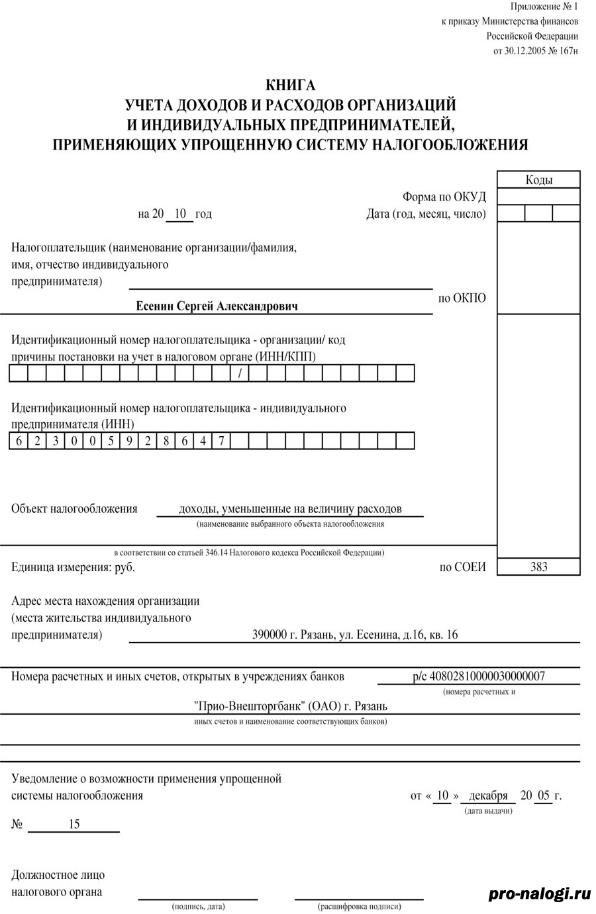 Приложение № 1
к приказу Министерства финансов
Российской Федерации
от 30.12.2005 № 167н
КНИГА
УЧЕТА ДОХОДОВ И РАСХОДОВ ОРГАНИЗАЦИЙ
И ИНДИВИДУАЛЬНЫХ ПРЕДПРИНИМАТЕЛЕЙ,
ПРИМЕНЯЮЩИХ УПРОЩЕННУЮ СИСТЕМУ НАЛОГООБЛОЖЕНИЯ
Коды
Форма по ОКУД
на 20 10 год Дата (год, месяц, число)
Налогоплательщик (наименование организации/фамилия,
имя, отчество индивидуального
предпринимателя)
по ОКПО
Есенин Сергей Александрович
Идентификационный номер налогоплательщика - организации/ код
причины постановки на учет в налоговом органе (ИНН/КПП)
/
Идентификационный номер налогоплательщика - индивидуального
предпринимателя (ИНН)
6 2 3 0 0 5 9 2 8 6 4 7
Объект налогообложения доходы, уменьшенные на величину расходов
(наименование выбранного объекта налогообложения
в соответствии со статьей 346.14 Налогового кодекса Российской Федерации)
Единица измерения: руб. по СОЕИ 383
Адрес места нахождения организации
(места жительства индивидуального
предпринимателя) 390000 г. Рязань, ул. Есенина, д.16, кв. 16
Номера расчетных и иных счетов, открытых в учреждениях банков р/с 40802810000030000007
(номера расчетных и
"Прио-Внешторгбанк" (ОАО) г. Рязань
иных счетов и наименование соответствующих банков)
Уведомление о возможности применения упрощенной
системы налогообложения от « 10 » декабря 20 05 г.
(дата выдачи)
№ 15
Должностное лицо
налогового органа
(подпись, дата) (расшифровка подписи)
pro-nalogi.ru